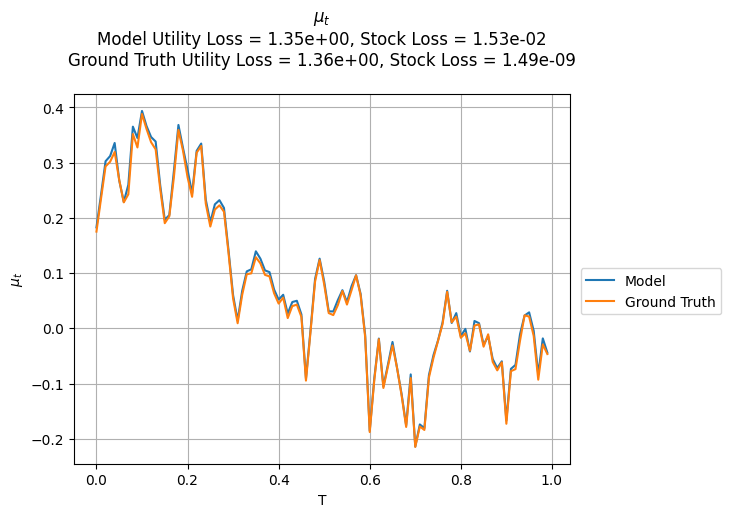 μt
Model Utility Loss = 1.35e+00, Stock Loss = 1.53e-02
Ground Truth Utility Loss = 1.36e+00, Stock Loss = 1.49e-09
μt
0.4
0.3
0.2
0.1
0.0
−0.1
−0.2
0.0 0.2 0.4 0.6 0.8 1.0
T
Model
Ground Truth